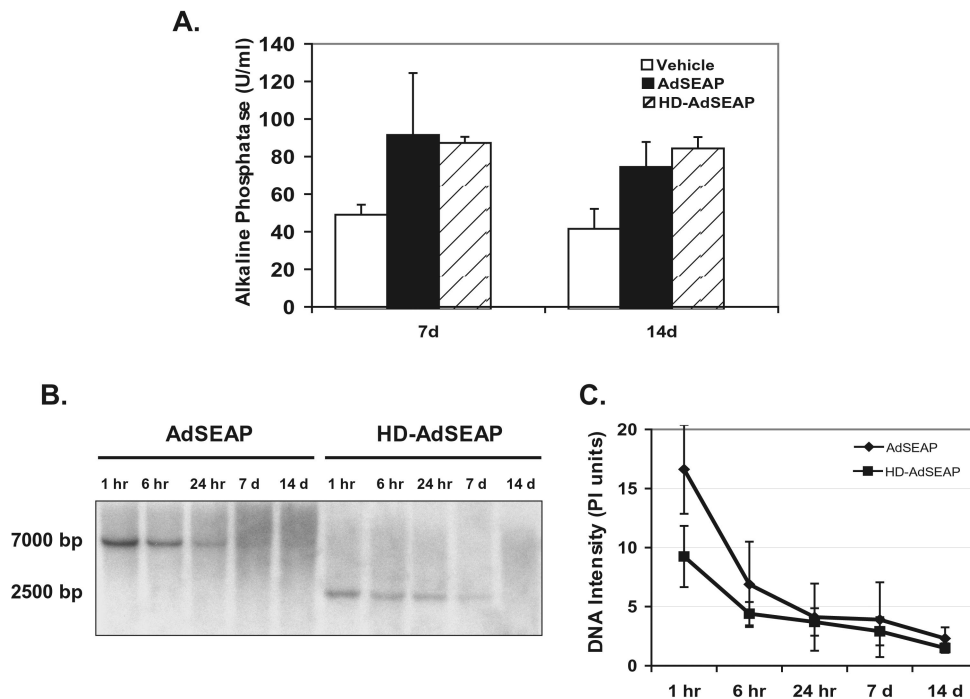 A.
Alkaline Phosphatase (U/ml)
140
120
100
80
60
40
20
0
Vehicle
AdSEAP
HD-AdSEAP
7d
14d
B.
AdSEAP
HD-AdSEAP
1 hr 6 hr 24 hr 7 d 14 d 1 hr 6 hr 24 hr 7 d 14 d
7000 bp
2500 bp
C.
DNA Intensity (PI units)
20
15
10
5
0
AdSEAP
HD-AdSEAP
1 hr 6 hr 24 hr 7 d 14 d